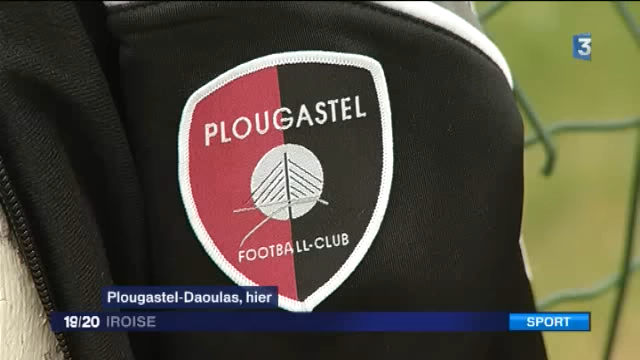 3
PLOUGASTEL
FOOTBALL-CLUB
Plougastel-Daoulas, hier
19/20 IROISE
SPORT